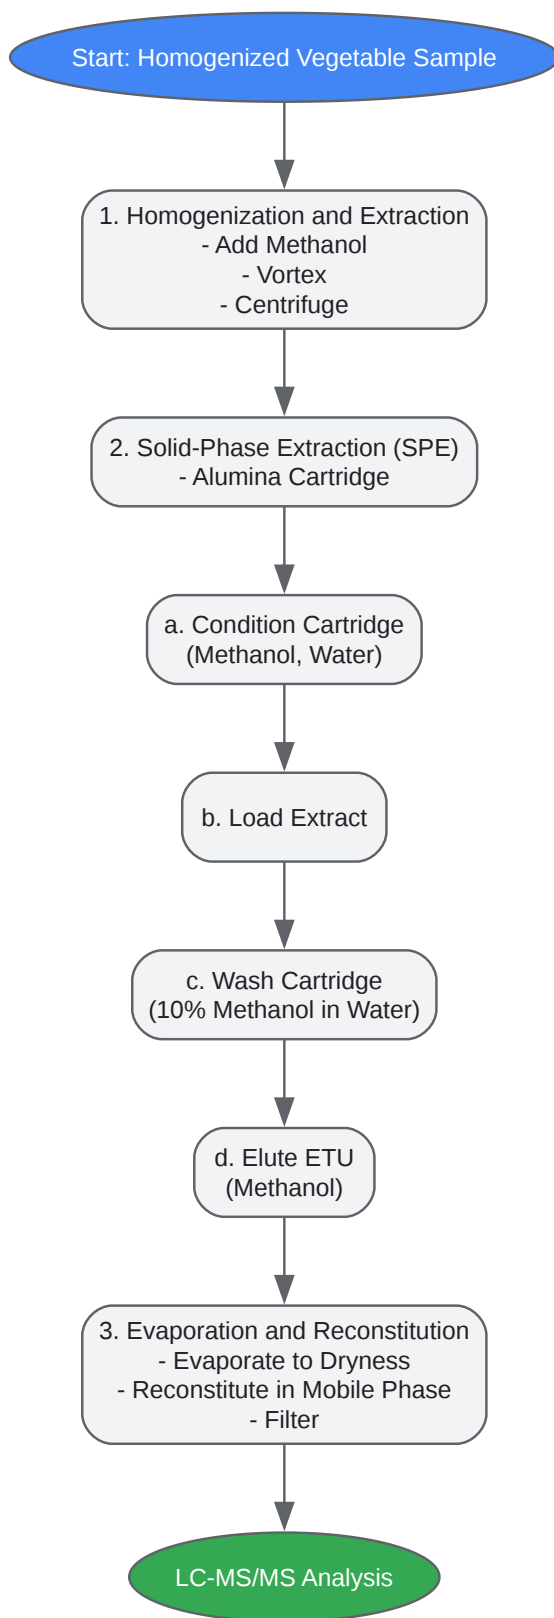 Start: Homogenized Vegetable Sample
1. Homogenization and Extraction
- Add Methanol
- Vortex
- Centrifuge
2. Solid-Phase Extraction (SPE)
- Alumina Cartridge
a. Condition Cartridge
(Methanol, Water)
b. Load Extract
c. Wash Cartridge
(10% Methanol in Water)
d. Elute ETU
(Methanol)
3. Evaporation and Reconstitution
- Evaporate to Dryness
- Reconstitute in Mobile Phase
- Filter
LC-MS/MS Analysis